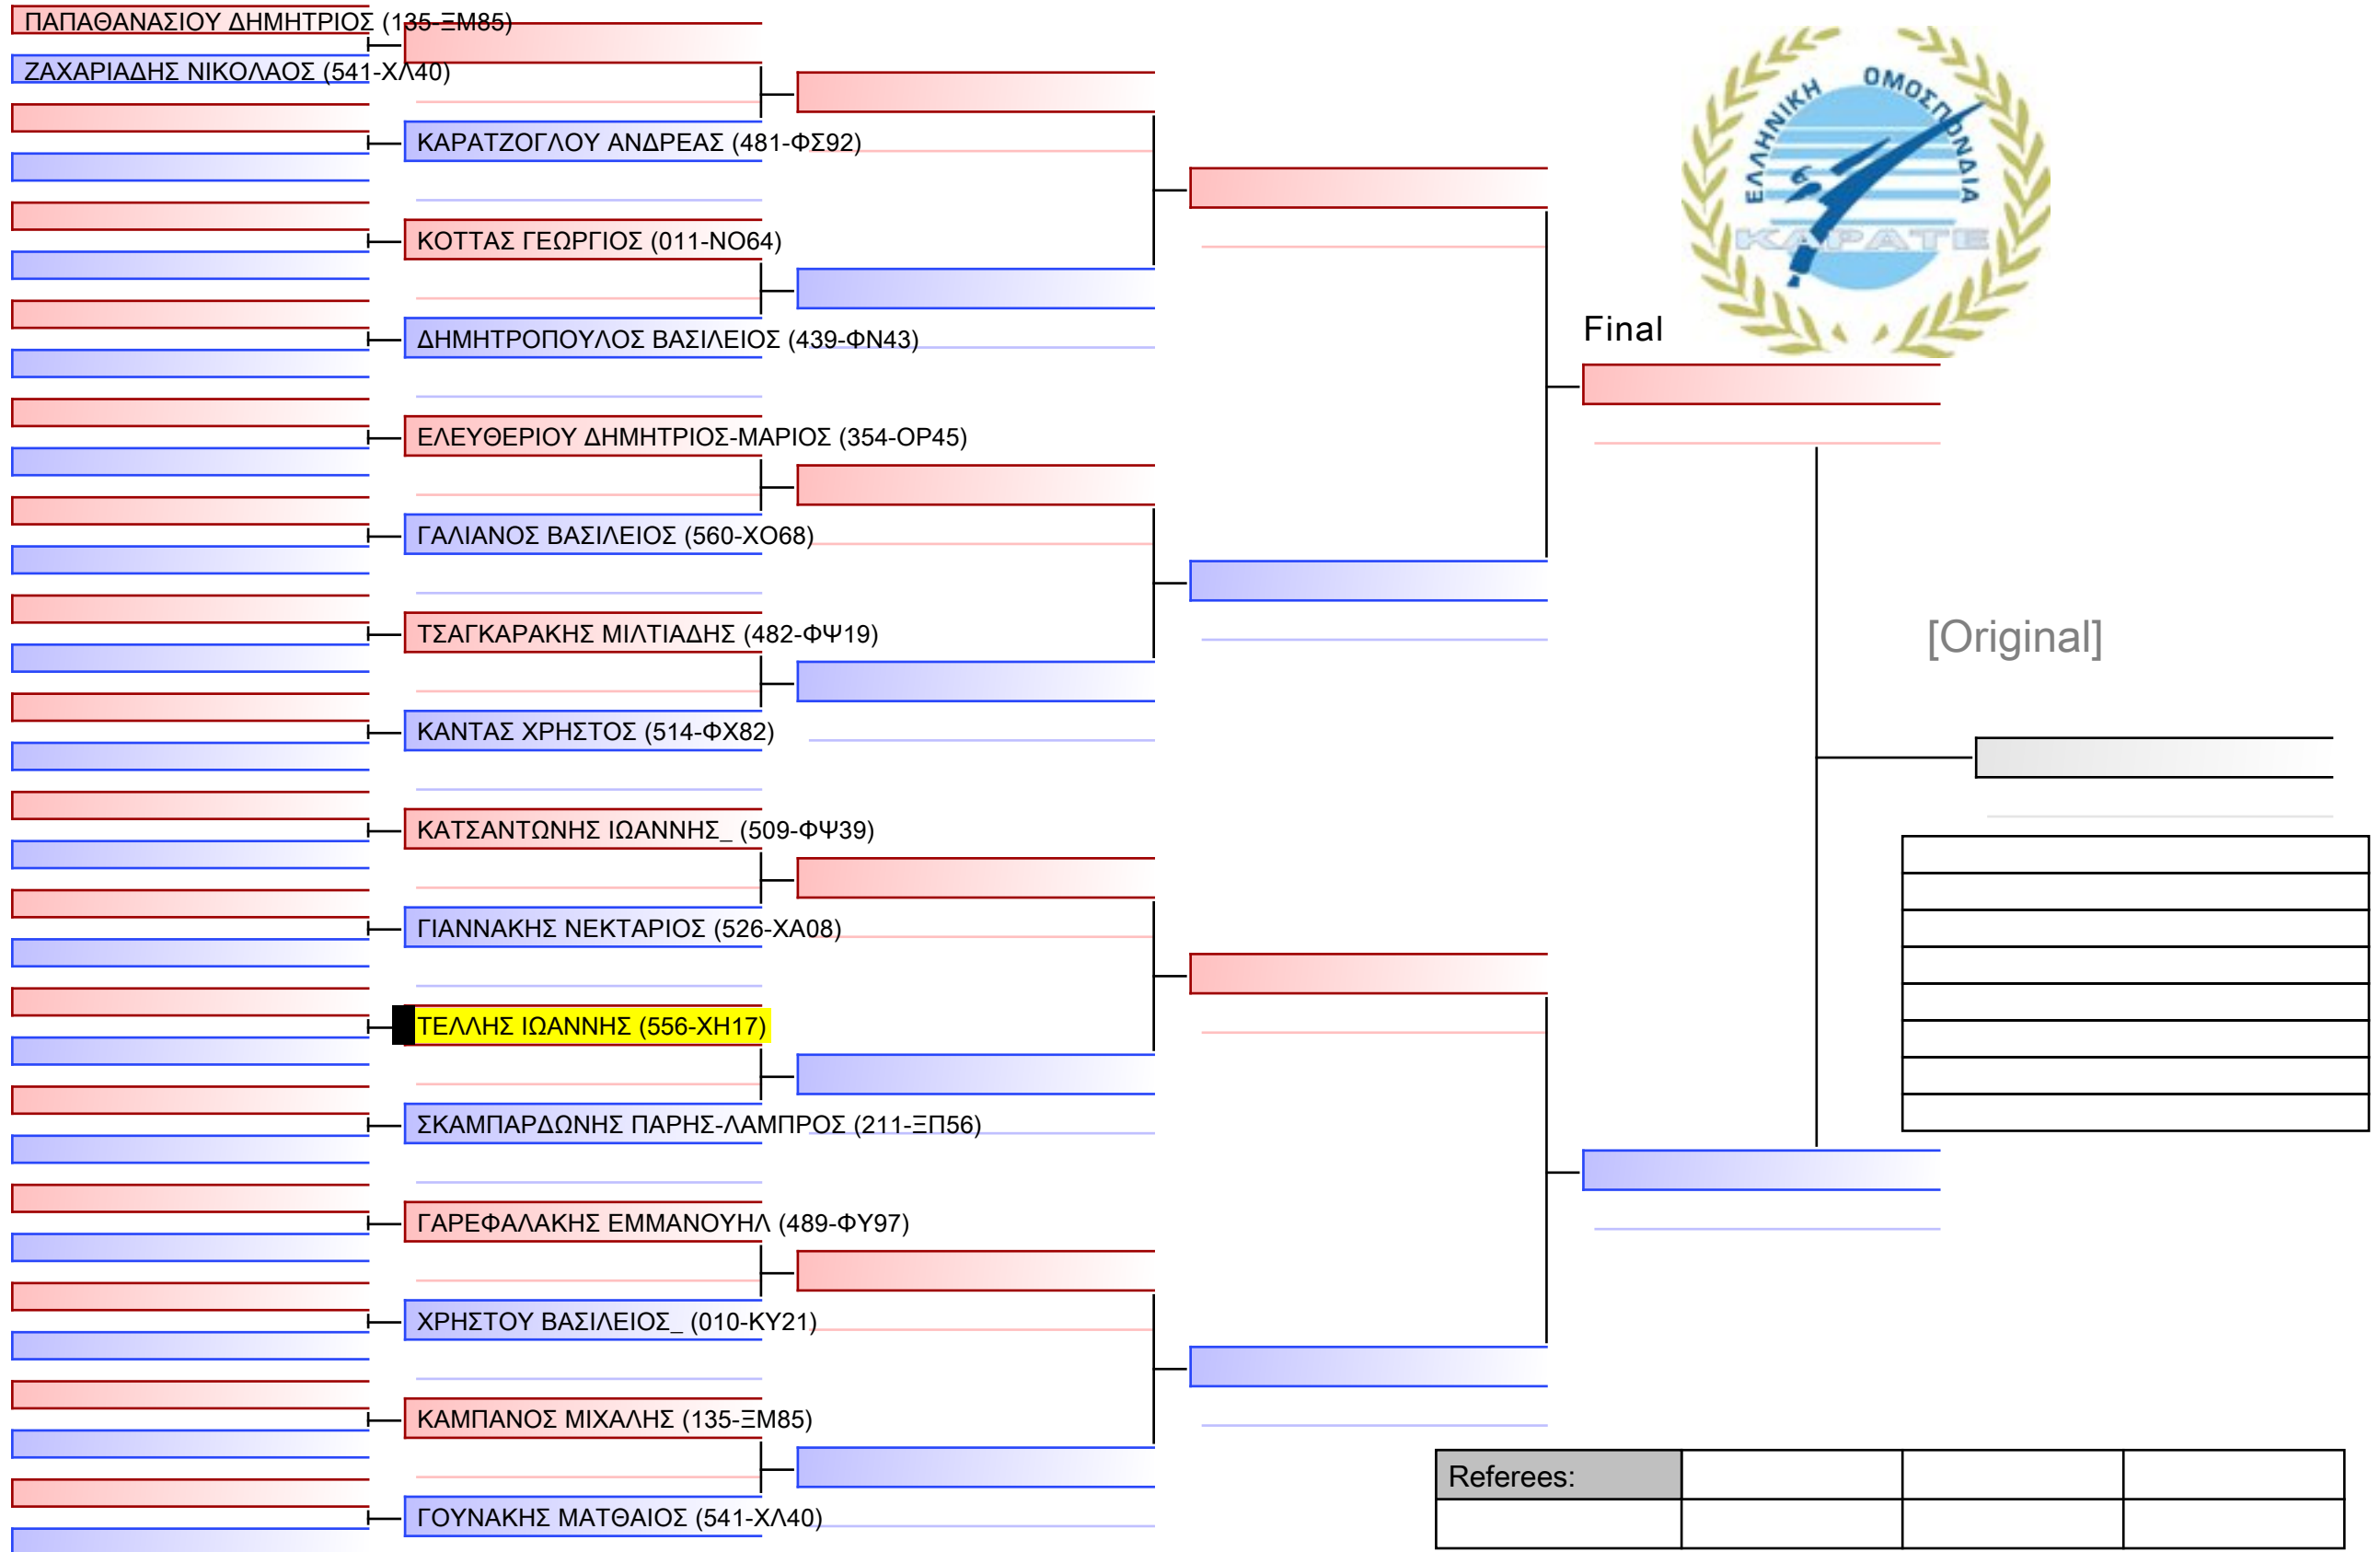 ΠΑΠΑΘΑΝΑΣΙΟΥ ΔΗΜΗΤΡΙΟΣ (135-ΞΜ85)
ΖΑΧΑΡΙΑΔΗΣ ΝΙΚΟΛΑΟΣ (541-ΧΛ40)
ΚΑΡΑΤΖΟΓΛΟΥ ΑΝΔΡΕΑΣ (481-ΦΣ92)
ΚΟΤΤΑΣ ΓΕΩΡΓΙΟΣ (011-ΝΟ64)
ΔΗΜΗΤΡΟΠΟΥΛΟΣ ΒΑΣΙΛΕΙΟΣ (439-ΦΝ43)
ΕΛΕΥΘΕΡΙΟΥ ΔΗΜΗΤΡΙΟΣ-ΜΑΡΙΟΣ (354-ΟΡ45)
ΓΑΛΙΑΝΟΣ ΒΑΣΙΛΕΙΟΣ (560-ΧΟ68)
ΤΣΑΓΚΑΡΑΚΗΣ ΜΙΛΤΙΑΔΗΣ (482-ΦΨ19)
ΚΑΝΤΑΣ ΧΡΗΣΤΟΣ (514-ΦΧ82)
ΚΑΤΣΑΝΤΩΝΗΣ ΙΩΑΝΝΗΣ_ (509-ΦΨ39)
ΓΙΑΝΝΑΚΗΣ ΝΕΚΤΑΡΙΟΣ (526-ΧΑ08)
ΤΕΛΛΗΣ ΙΩΑΝΝΗΣ (556-ΧΗ17)
ΣΚΑΜΠΑΡΔΩΝΗΣ ΠΑΡΗΣ-ΛΑΜΠΡΟΣ (211-ΞΠ56)
ΓΑΡΕΦΑΛΑΚΗΣ ΕΜΜΑΝΟΥΗΛ (489-ΦΥ97)
ΧΡΗΣΤΟΥ ΒΑΣΙΛΕΙΟΣ_ (010-ΚΥ21)
ΚΑΜΠΑΝΟΣ ΜΙΧΑΛΗΣ (135-ΞΜ85)
ΓΟΥΝΑΚΗΣ ΜΑΤΘΑΙΟΣ (541-ΧΛ40)
ΕΛΛΗΝΙΚΗ ΟΜΟΣΠΟΝΔΙΑ
ΚΑΡΑΤΕ
Final
[Original]
Referees: